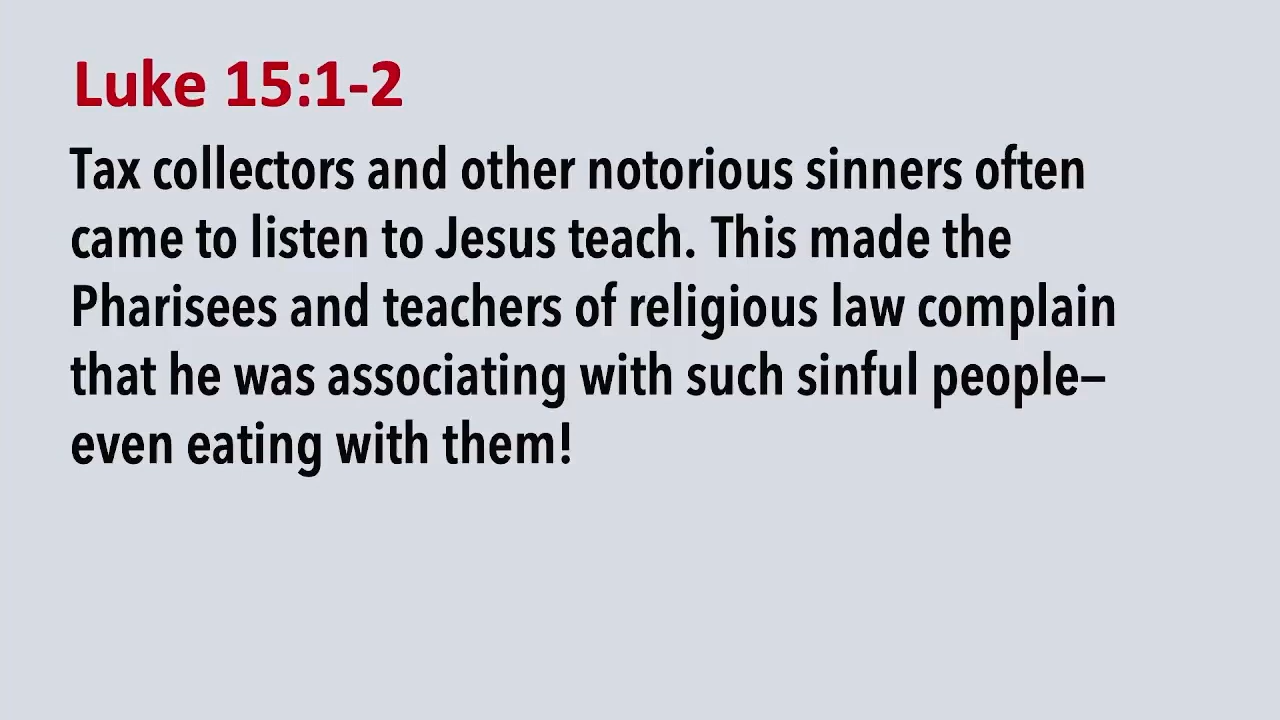 Luke 15:1-2
Tax collectors and other notorious sinners often
came to listen to Jesus teach. This made the
Pharisees and teachers of religious law complain
that he was associating with such sinful people–
even eating with them!